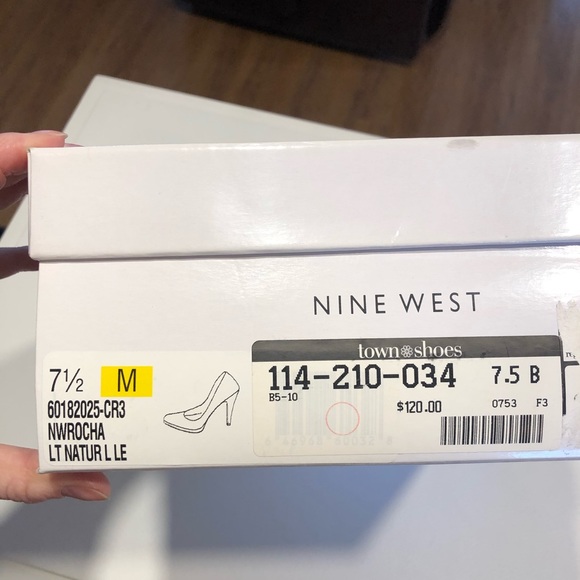 NINE WEST
7½ M
60182025-CR3
NWROCHA
LT NATUR L LE
town shoes
114-210-034 7.5 B
B5-10
$120.00 0753 F3